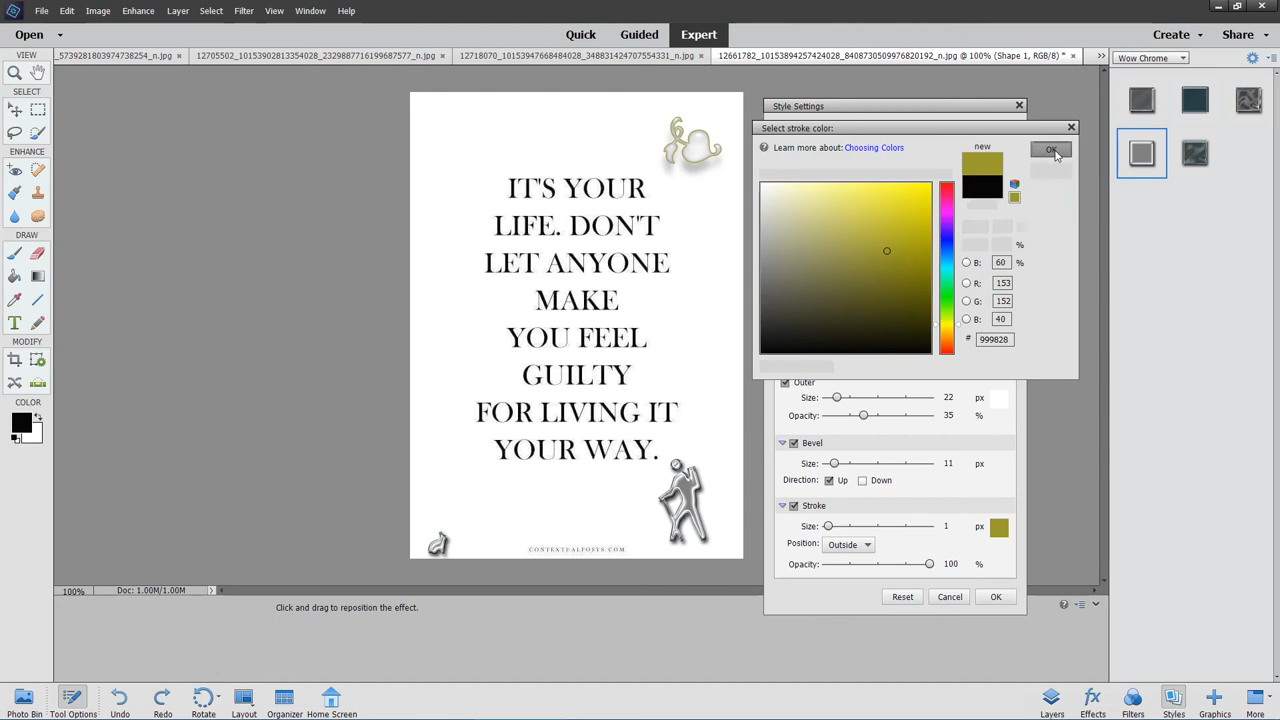 File Edit Image Enhance Layer Select Filter View Window Help
Open Quick Guided Expert Create Share
_5739281803974738254_n.jpg × 12705502_10153902813354028_2329887716199687577_n.jpg × 12718070_10153947668484028_348831424707554331_n.jpg × 12661782_10153894257424028_8408730509976820192_n.jpg @ 100% (Shape 1, RGB/8) * ×
Wow Chrome
VIEW
SELECT
ENHANCE
DRAW
MODIFY
COLOR
IT'S YOUR
LIFE. DON'T
LET ANYONE
MAKE
YOU FEEL
GUILTY
FOR LIVING IT
YOUR WAY.
CONTEXTUALPOSTS.COM
Style Settings
Select stroke color:
Learn more about: Choosing Colors
new
OK
%
B: 60 %
R: 153
G: 152
B: 40
# 999828
Outer
Size: 22 px
Opacity: 35 %
Bevel
Size: 11 px
Direction: Up Down
Stroke
Size: 1 px
Position: Outside
Opacity: 100 %
Reset Cancel OK
100% Doc: 1.00M/1.00M
Click and drag to reposition the effect.
Photo Bin Tool Options Undo Redo Rotate Layout Organizer Home Screen Layers Effects Filters Styles Graphics More